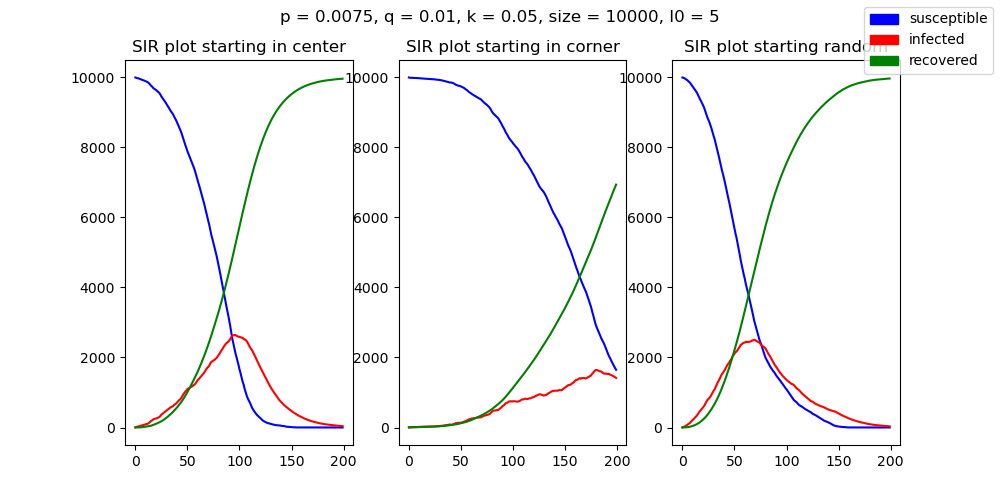 p = 0.0075, q = 0.01, k = 0.05, size = 10000, I0 = 5
susceptible
infected
recovered
SIR plot starting in center
10000
8000
6000
4000
2000
0
0 50 100 150 200
SIR plot starting in corner
10000
8000
6000
4000
2000
0
0 50 100 150 200
SIR plot starting random
10000
8000
6000
4000
2000
0
0 50 100 150 200